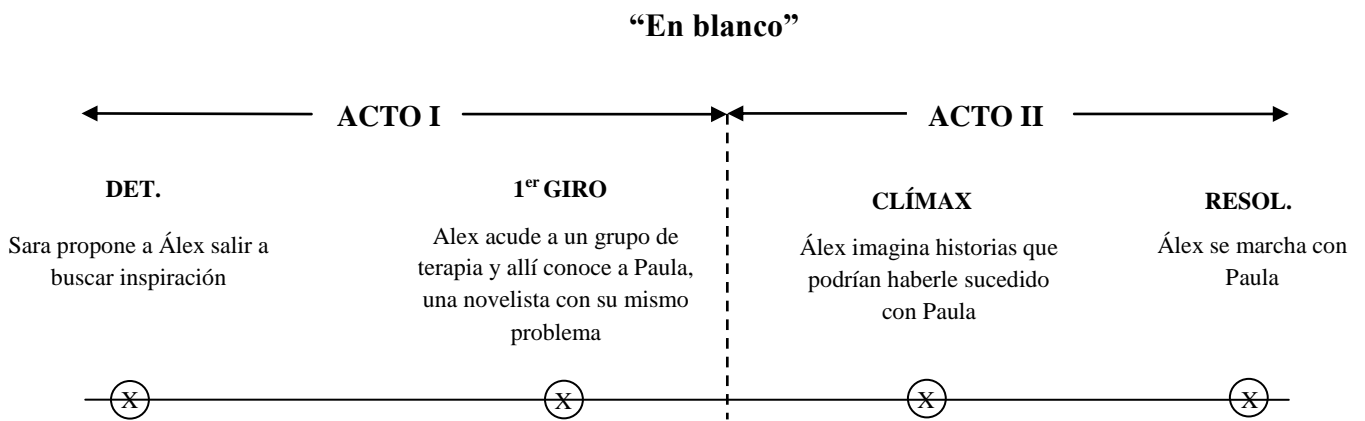 “En blanco”
ACTO I
ACTO II
DET.
Sara propone a Álex salir a
buscar inspiración
1er GIRO
Alex acude a un grupo de
terapia y allí conoce a Paula,
una novelista con su mismo
problema
CLÍMAX
Álex imagina historias que
podrían haberle sucedido
con Paula
RESOL.
Álex se marcha con
Paula
X
X
X
X